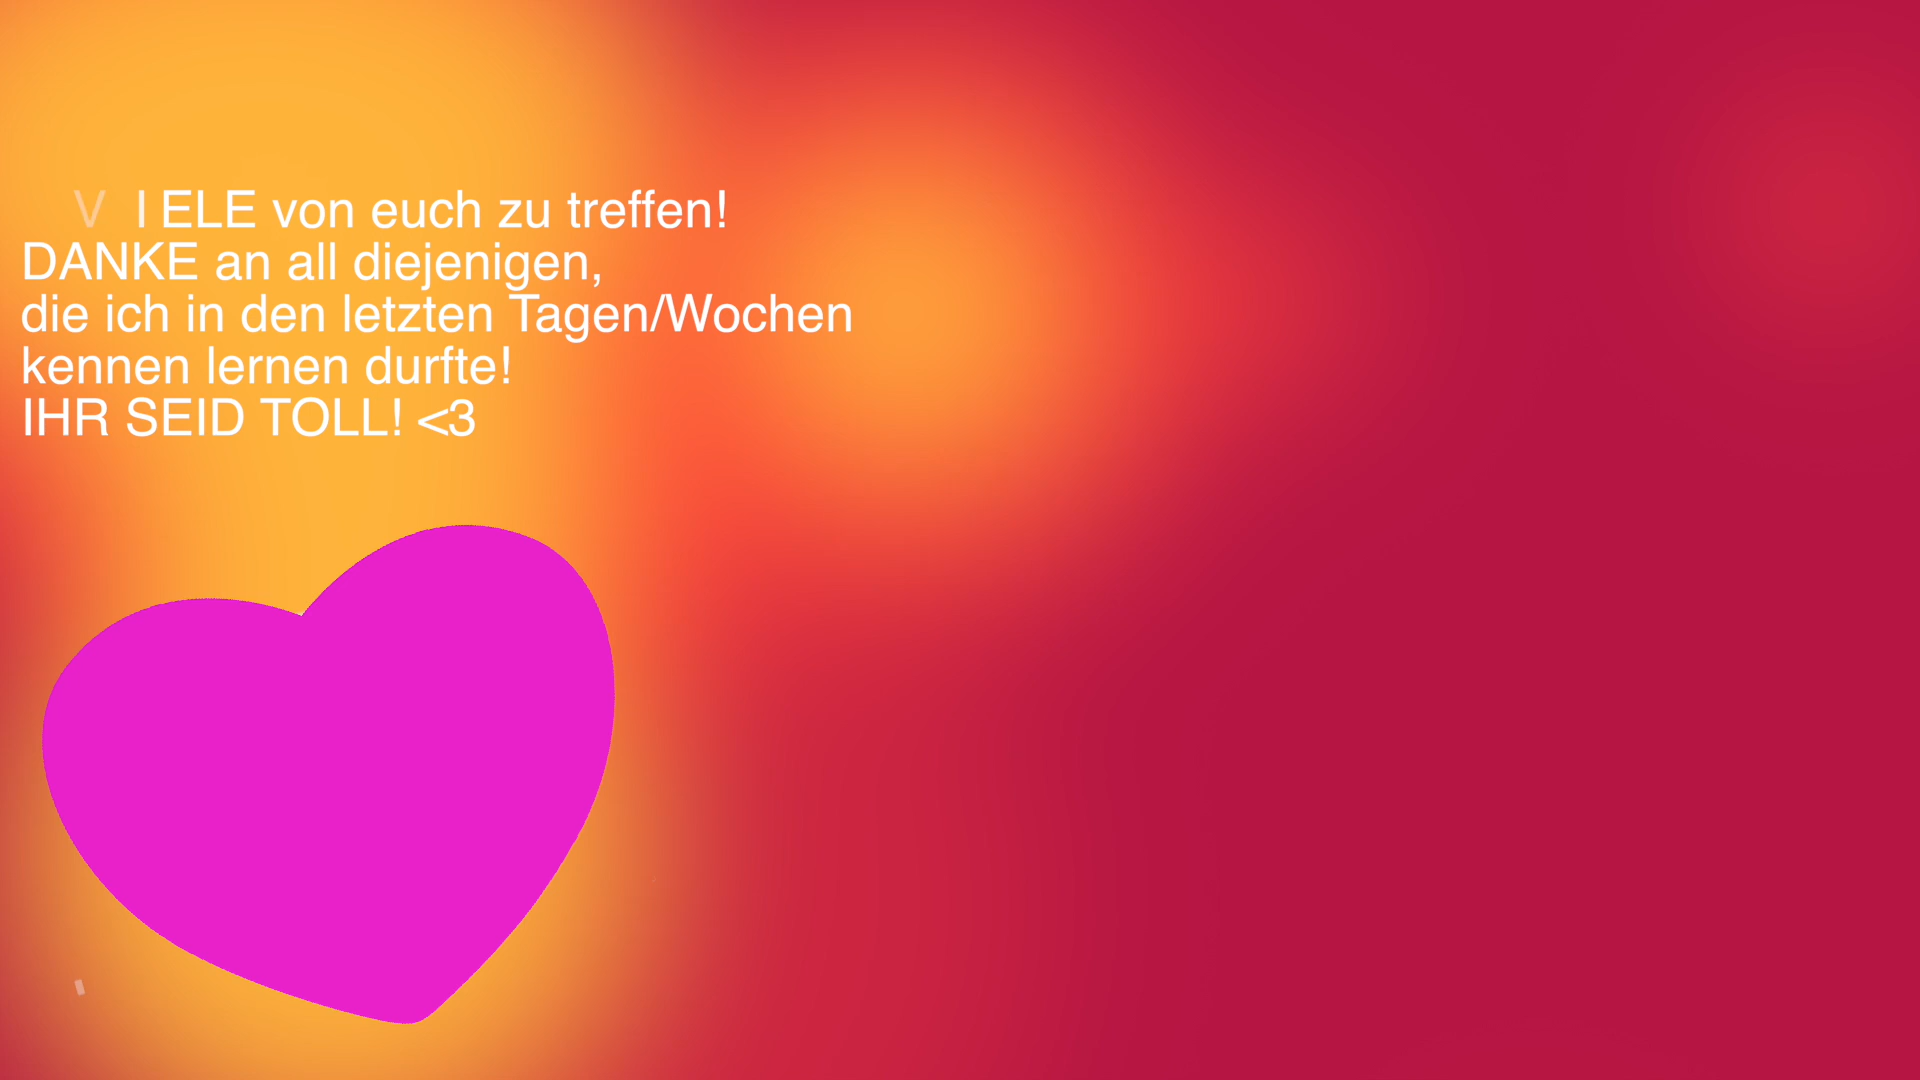 VIELE von euch zu treffen!
DANKE an all diejenigen,
die ich in den letzten Tagen/Wochen
kennen lernen durfte!
IHR SEID TOLL! <3